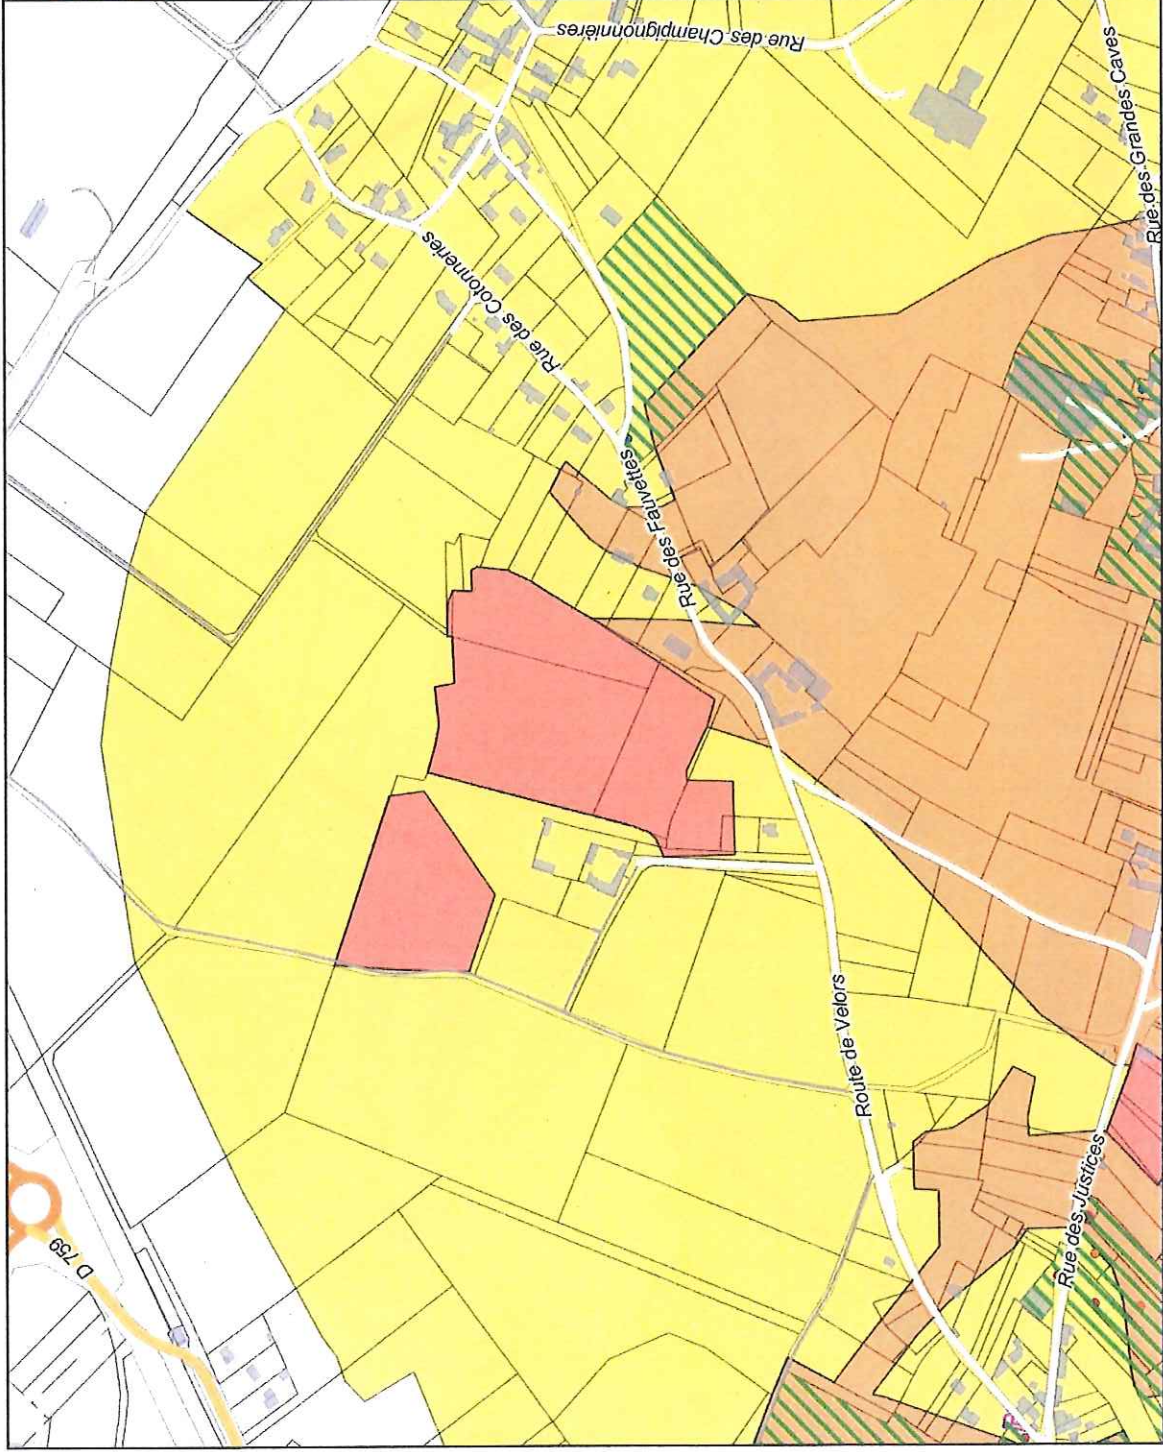 Rue des Champignonnières
Rue des Grandes Caves
Rue des Cotonneries
Rue des Fauvettes
Route de Velors
D 759
Rue des Justices